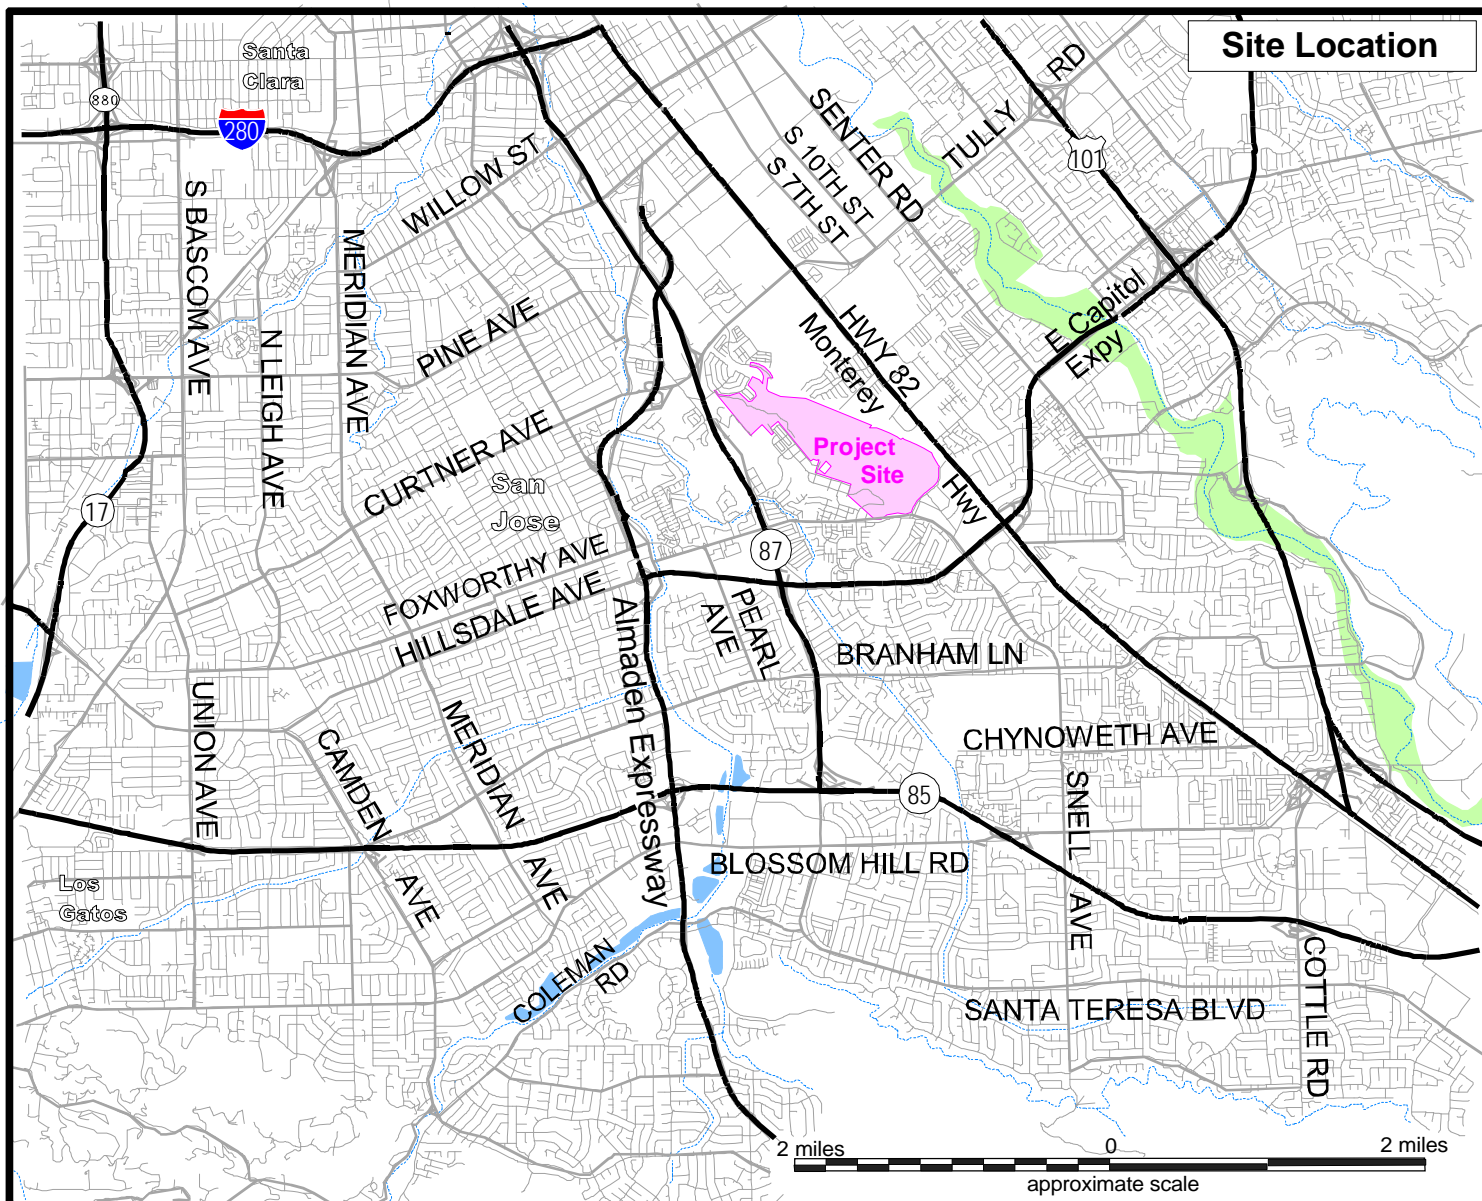 Site Location
Santa
Clara
880
280
WILLOW ST
S BASCOM AVE
N LEIGH AVE
MERIDIAN AVE
PINE AVE
CURTNER AVE
San
Jose
17
FOXWORTHY AVE
HILLSDALE AVE
SENTER RD
S 10TH ST
S 7TH ST
TULLY RD
101
E Capitol
Expy
HWY 82
Monterey
Hwy
Project
Site
87
PEARL
AVE
BRANHAM LN
Almaden Expressway
UNION AVE
CAMDEN
AVE
MERIDIAN
AVE
CHYNOWETH AVE
SNELL AVE
85
BLOSSOM HILL RD
Los
Gatos
COLEMAN
RD
SANTA TERESA BLVD
COTTLE RD
2 miles
0
2 miles
approximate scale